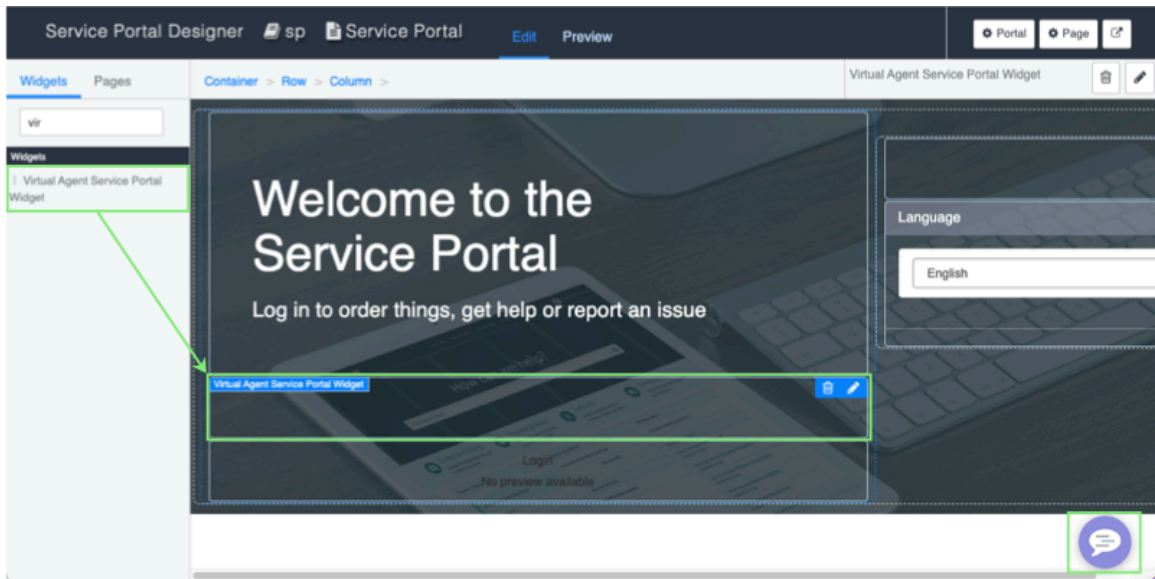 Service Portal Designer sp Service Portal Edit Preview Portal Page
Widgets Pages Container > Row > Column > Virtual Agent Service Portal Widget
vir
Widgets
Virtual Agent Service Portal
Widget
Welcome to the
Service Portal
Log in to order things, get help or report an issue
Language
English
How can we help?
Virtual Agent Service Portal Widget
Login
No preview available